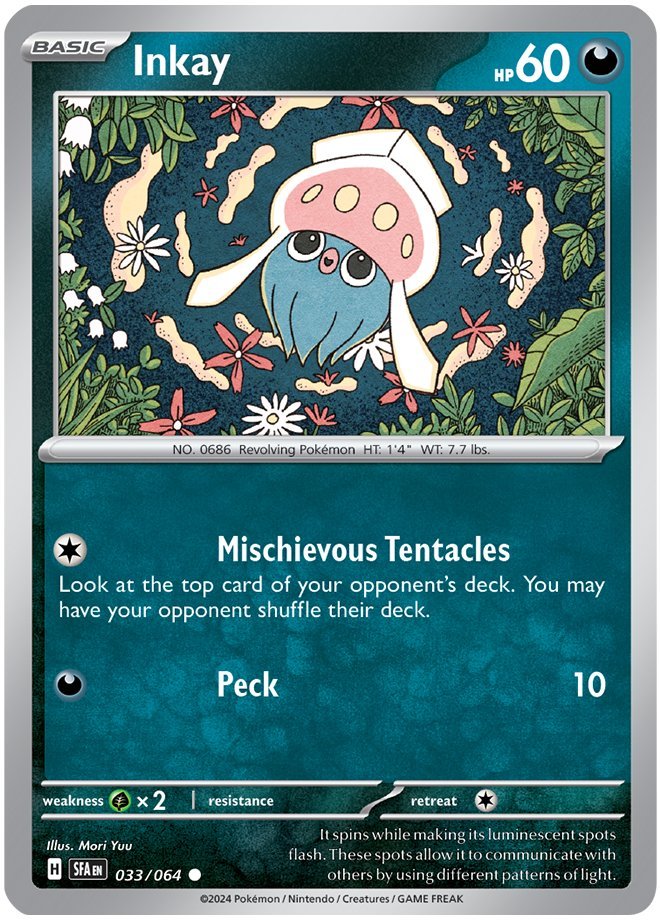 BASIC Inkay HP 60
NO. 0686 Revolving Pokémon HT: 1'4" WT: 7.7 lbs.
Mischievous Tentacles
Look at the top card of your opponent's deck. You may
have your opponent shuffle their deck.
Peck 10
weakness ×2 resistance retreat
Illus. Mori Yuu
It spins while making its luminescent spots
flash. These spots allow it to communicate with
others by using different patterns of light.
H SFA EN 033/064
©2024 Pokémon / Nintendo / Creatures / GAME FREAK